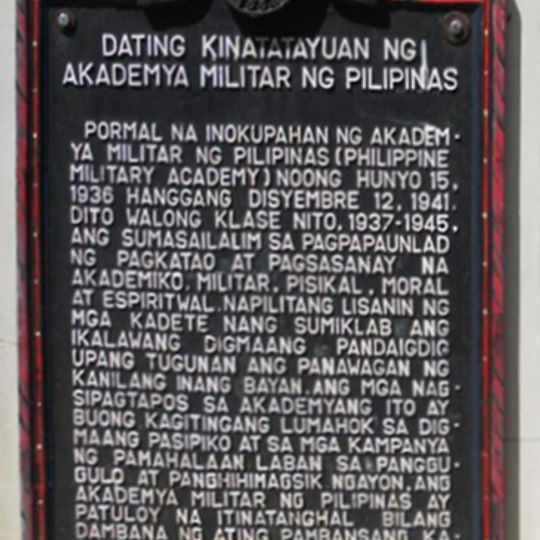 DATING KINATATAYUAN NG
AKADEMYA MILITAR NG PILIPINAS
PORMAL NA INOKUPAHAN NG AKADEM-
YA MILITAR NG PILIPINAS (PHILIPPINE
MILITARY ACADEMY) NOONG HUNYO 15,
1936 HANGGANG DISYEMBRE 12, 1941.
DITO WALONG KLASE NITO, 1937-1945,
ANG SUMASAILALIM SA PAGPAPAUNLAD
NG PAGKATAO AT PAGSASANAY NA
AKADEMIKO, MILITAR, PISIKAL, MORAL
AT ESPIRITWAL. NAPILITANG LISANIN NG
MGA KADETE NANG SUMIKLAB ANG
IKALAWANG DIGMAANG PANDAIGDIG
UPANG TUGUNAN ANG PANAWAGAN NG
KANILANG INANG BAYAN. ANG MGA NAG-
SIPAGTAPOS SA AKADEMYANG ITO AY
BUONG KAGITINGANG LUMAHOK SA DIG-
MAANG PASIPIKO AT SA MGA KAMPANYA
NG PAMAHALAAN LABAN SA PANGGU-
GULO AT PANGHIHIMAGSIK. NGAYON, ANG
AKADEMYA MILITAR NG PILIPINAS AY
PATULOY NA ITINATANGHAL BILANG
DAMBANA NG ATING PAMBANSANG KA-